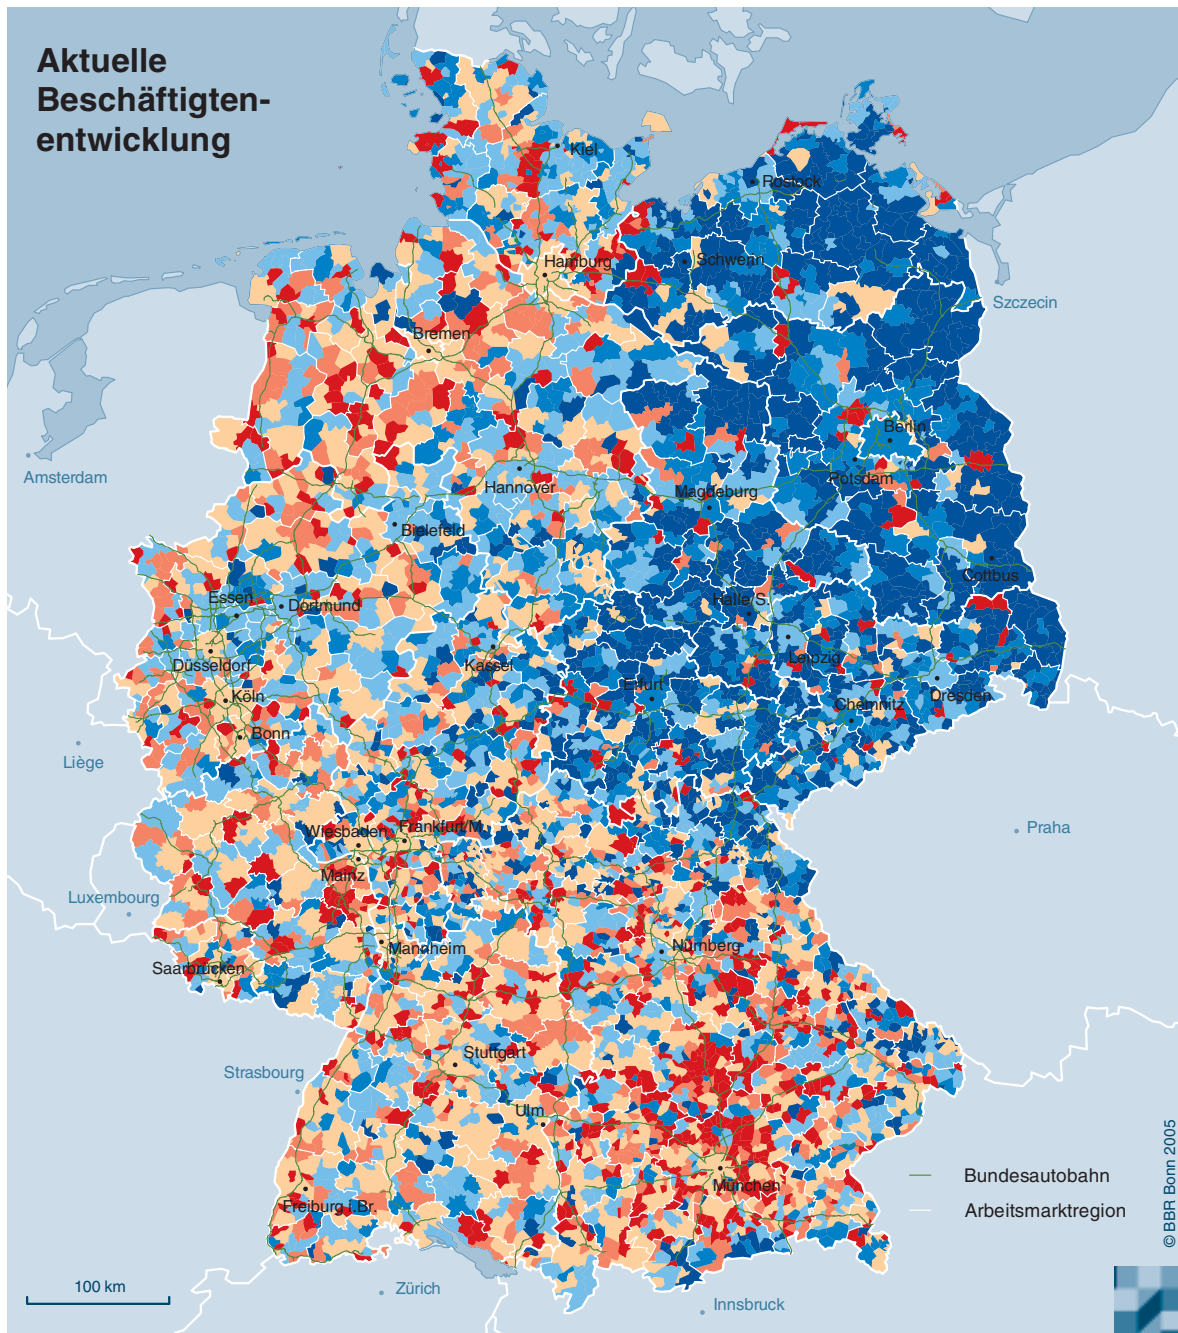 Aktuelle
Beschäftigten-
entwicklung
Kiel
Rostock
Hamburg
Schwerin
Szczecin
Bremen
Berlin
Amsterdam
Hannover
Magdeburg
Potsdam
Bielefeld
Cottbus
Essen
Dortmund
Halle/S.
Düsseldorf
Kassel
Leipzig
Köln
Erfurt
Dresden
Chemnitz
Bonn
Liège
Wiesbaden
Frankfurt/M.
Praha
Mainz
Luxembourg
Mannheim
Nürnberg
Saarbrücken
Stuttgart
Strasbourg
Ulm
Bundesautobahn
München
Freiburg i.Br.
Arbeitsmarktregion
© BBR Bonn 2005
100 km
Zürich
Innsbruck